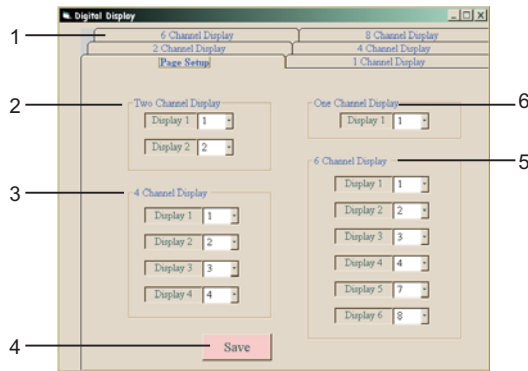 Digital Display
1
6 Channel Display
8 Channel Display
2 Channel Display
4 Channel Display
Page Setup
1 Channel Display
2
Two Channel Display
Display 1 1
Display 2 2
One Channel Display
6
Display 1 1
3
4 Channel Display
Display 1 1
Display 2 2
Display 3 3
Display 4 4
6 Channel Display
5
Display 1 1
Display 2 2
Display 3 3
Display 4 4
Display 5 7
Display 6 8
4
Save